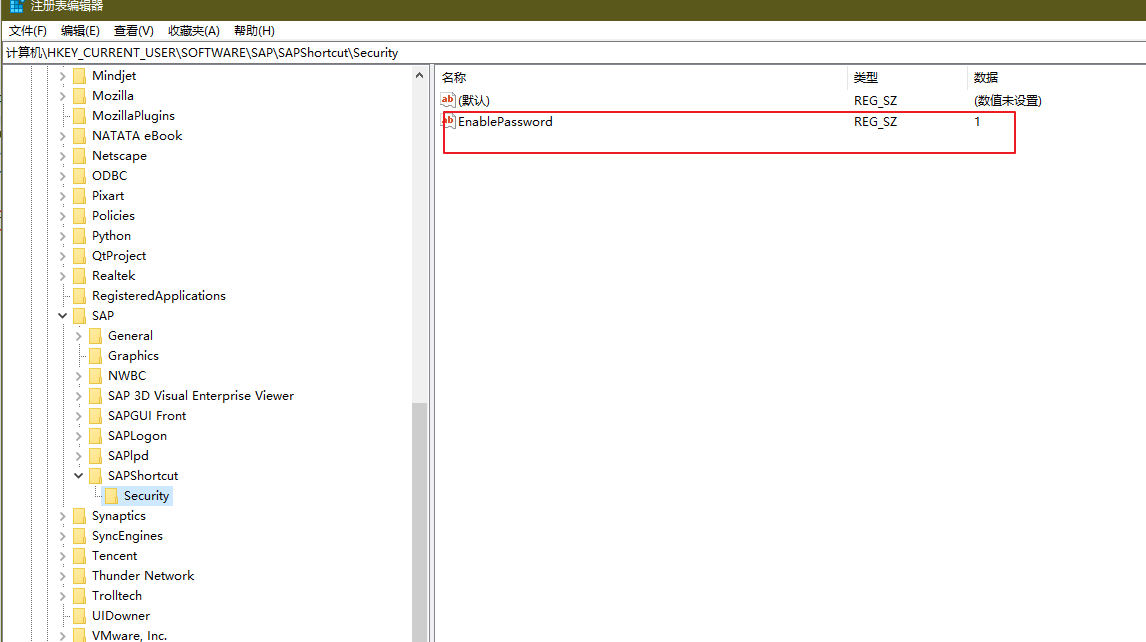 注册表编辑器
文件(F) 编辑(E) 查看(V) 收藏夹(A) 帮助(H)
计算机\HKEY_CURRENT_USER\SOFTWARE\SAP\SAPShortcut\Security
Mindjet
Mozilla
MozillaPlugins
NATATA eBook
Netscape
ODBC
Pixart
Policies
Python
QtProject
Realtek
RegisteredApplications
SAP
General
Graphics
NWBC
SAP 3D Visual Enterprise Viewer
SAPGUI Front
SAPLogon
SAPlpd
SAPShortcut
Security
Synaptics
SyncEngines
Tencent
Thunder Network
Trolltech
UIDowner
VMware, Inc.
名称 类型 数据
ab (默认) REG_SZ (数值未设置)
ab EnablePassword REG_SZ 1